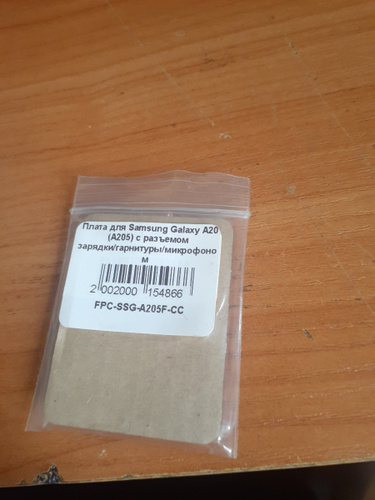 Плата для Samsung Galaxy A20
(A205) с разъемом
зарядки/гарнитуры/микрофоно
м
2 002000 154866
FPC-SSG-A205F-CC